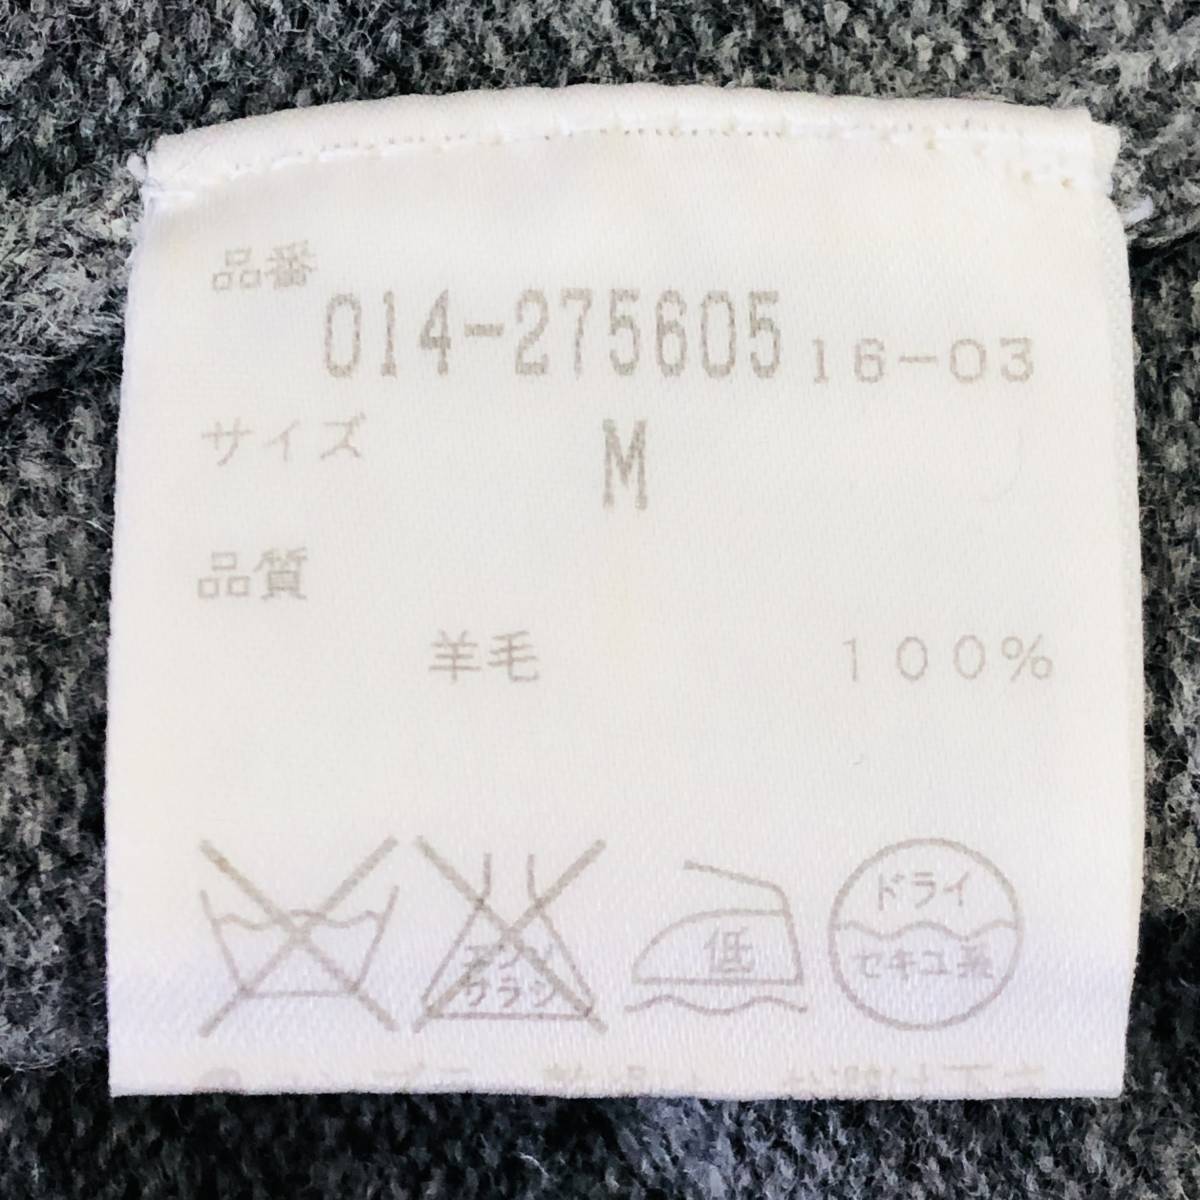 品番
014-275605 16-03
サイズ M
品質
羊毛 100%
エンソ
サラシ
低
ドライ
セキユ系